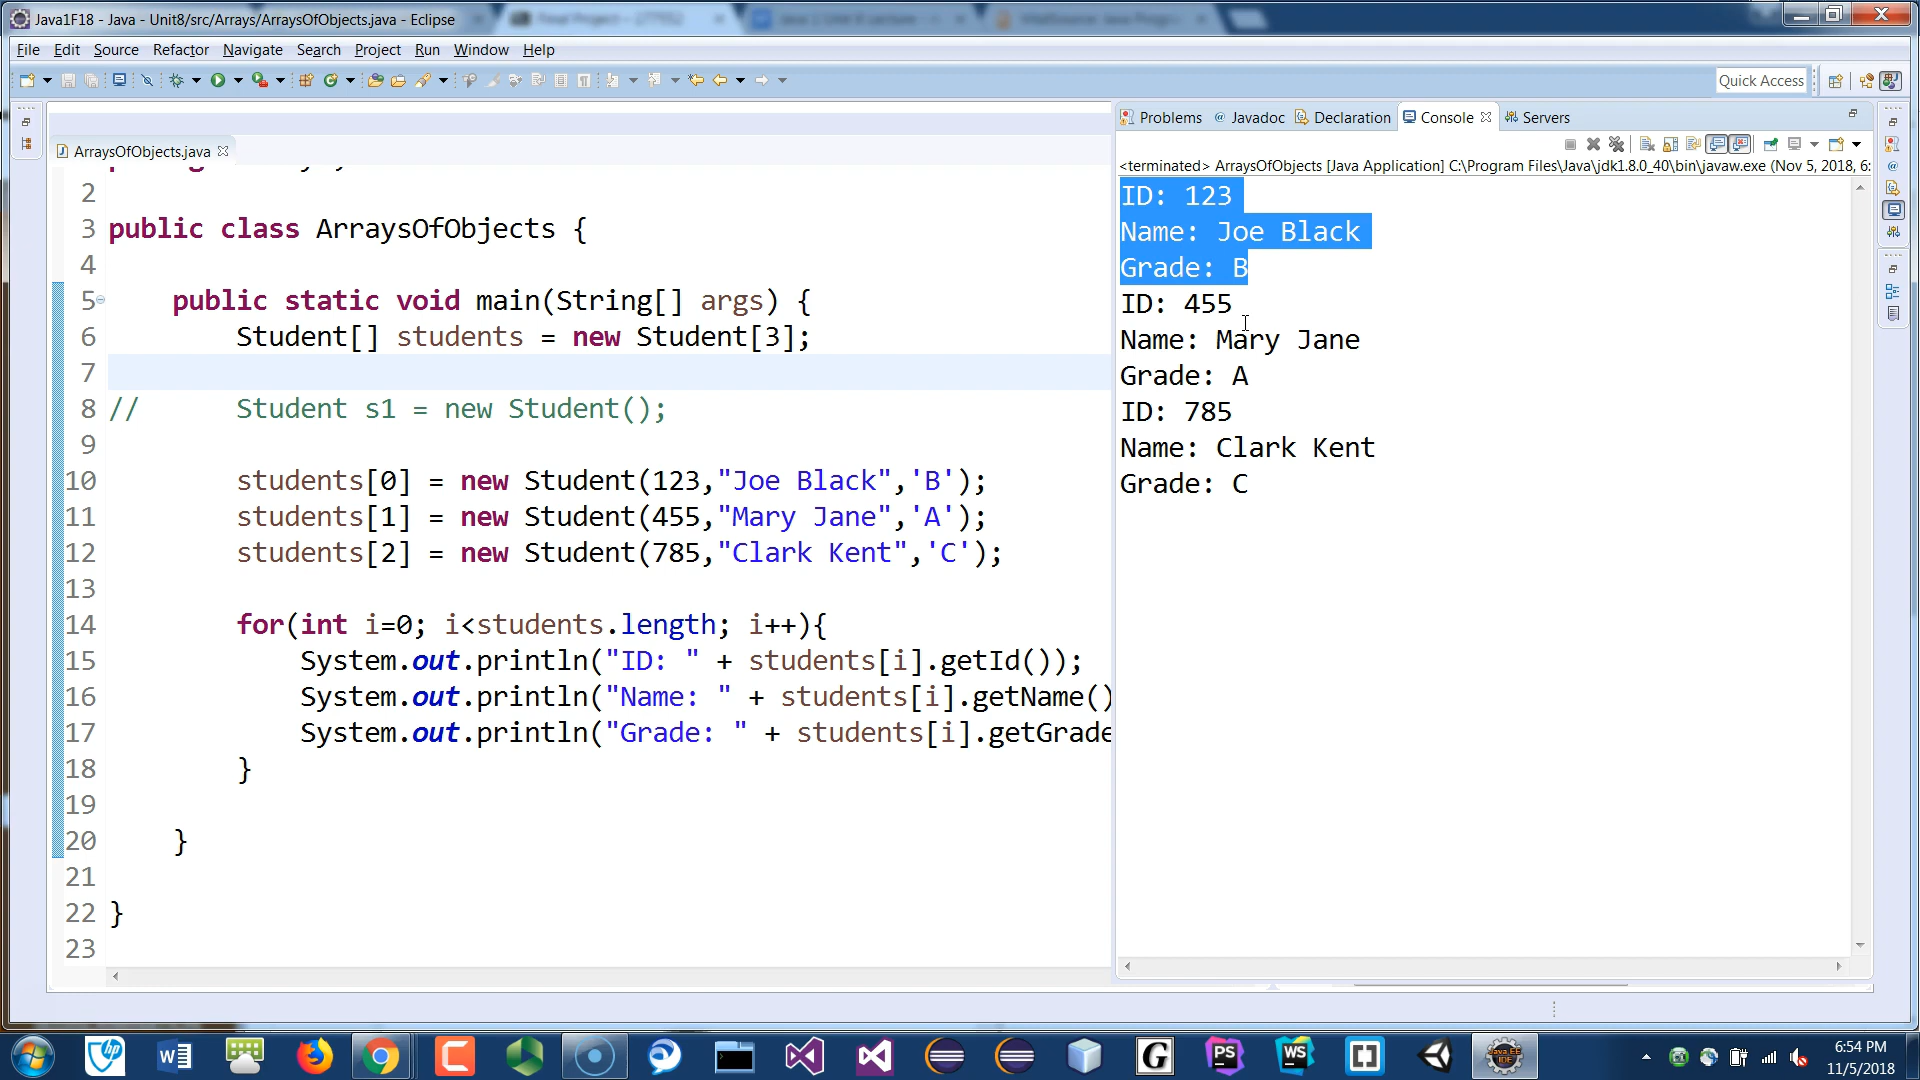 Java1F18 - Java - Unit8/src/Arrays/ArraysOfObjects.java - Eclipse
File Edit Source Refactor Navigate Search Project Run Window Help
Quick Access
ArraysOfObjects.java
2
3 public class ArraysOfObjects {
4
5 public static void main(String[] args) {
6 Student[] students = new Student[3];
7
8 // Student s1 = new Student();
9
10 students[0] = new Student(123,"Joe Black",'B');
11 students[1] = new Student(455,"Mary Jane",'A');
12 students[2] = new Student(785,"Clark Kent",'C');
13
14 for(int i=0; i<students.length; i++){
15 System.out.println("ID: " + students[i].getId());
16 System.out.println("Name: " + students[i].getName()
17 System.out.println("Grade: " + students[i].getGrade
18 }
19
20 }
21
22 }
23
Problems @ Javadoc Declaration Console Servers
<terminated> ArraysOfObjects [Java Application] C:\Program Files\Java\jdk1.8.0_40\bin\javaw.exe (Nov 5, 2018, 6:
ID: 123
Name: Joe Black
Grade: B
ID: 455
Name: Mary Jane
Grade: A
ID: 785
Name: Clark Kent
Grade: C
hp
W
C
G
PS
WS
Java EE
IDE
6:54 PM
11/5/2018